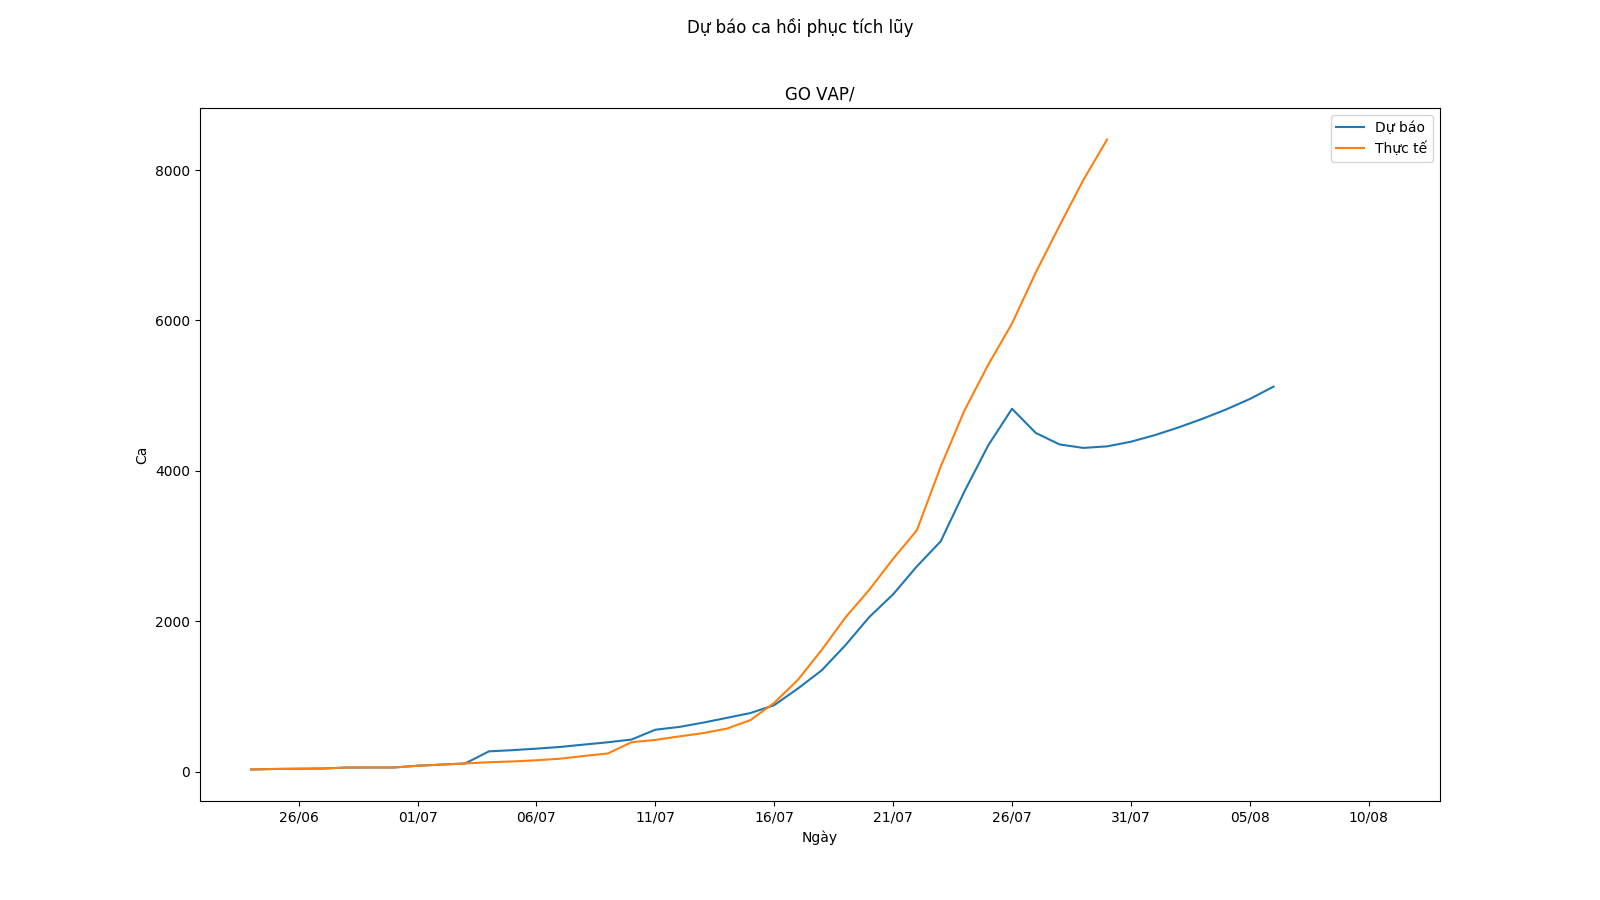 Dự báo ca hồi phục tích lũy
GO VAP/
Dự báo
Thực tế
8000
6000
4000
2000
0
Ca
26/06
01/07
06/07
11/07
16/07
21/07
26/07
31/07
05/08
10/08
Ngày